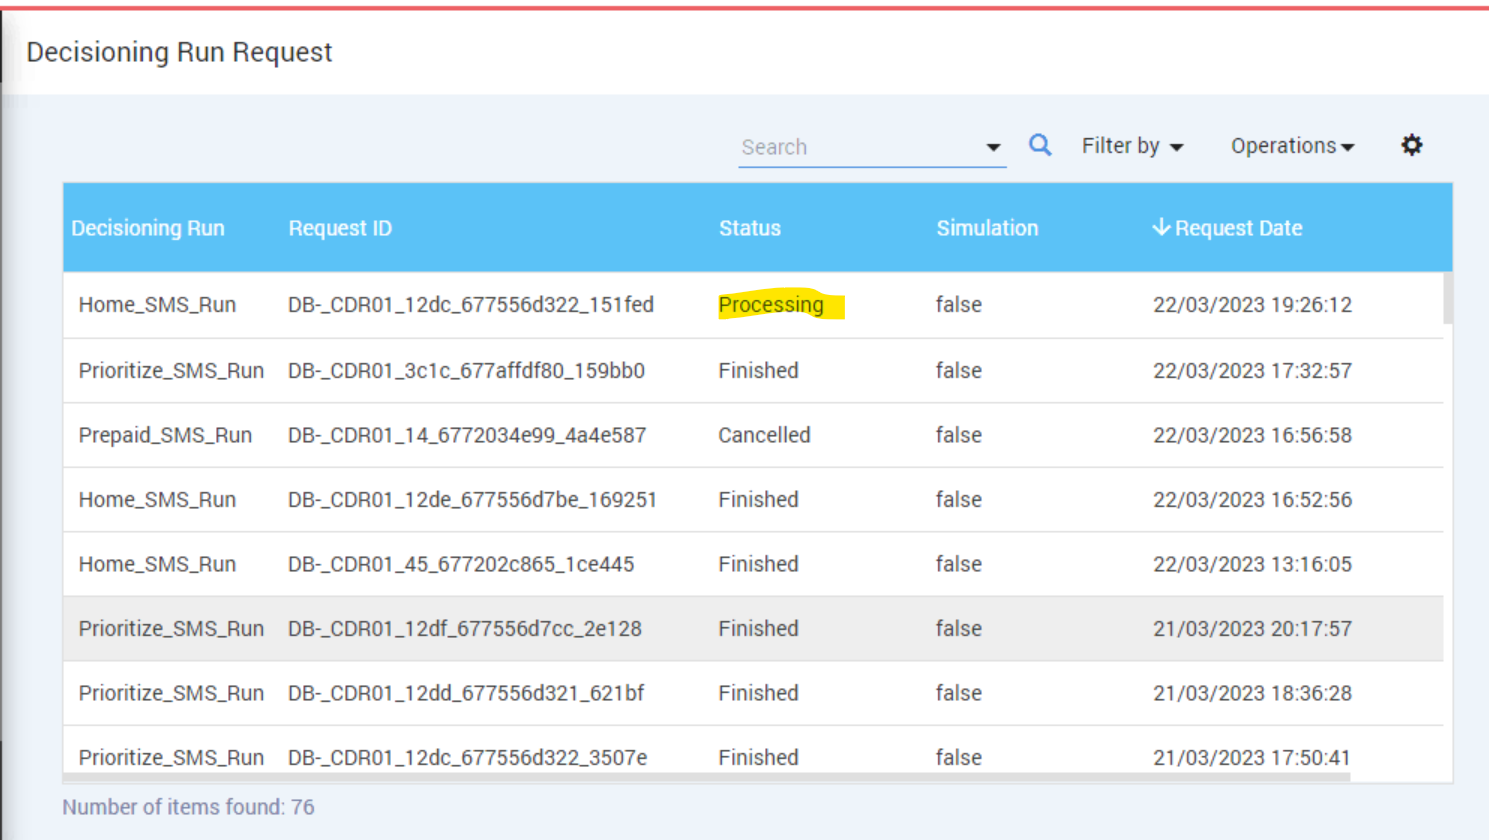 Decisioning Run Request
Search Filter by Operations
Decisioning Run Request ID Status Simulation Request Date
Home_SMS_Run DB-_CDR01_12dc_677556d322_151fed Processing false 22/03/2023 19:26:12
Prioritize_SMS_Run DB-_CDR01_3c1c_677affdf80_159bb0 Finished false 22/03/2023 17:32:57
Prepaid_SMS_Run DB-_CDR01_14_6772034e99_4a4e587 Cancelled false 22/03/2023 16:56:58
Home_SMS_Run DB-_CDR01_12de_677556d7be_169251 Finished false 22/03/2023 16:52:56
Home_SMS_Run DB-_CDR01_45_677202c865_1ce445 Finished false 22/03/2023 13:16:05
Prioritize_SMS_Run DB-_CDR01_12df_677556d7cc_2e128 Finished false 21/03/2023 20:17:57
Prioritize_SMS_Run DB-_CDR01_12dd_677556d321_621bf Finished false 21/03/2023 18:36:28
Prioritize_SMS_Run DB-_CDR01_12dc_677556d322_3507e Finished false 21/03/2023 17:50:41
Number of items found: 76